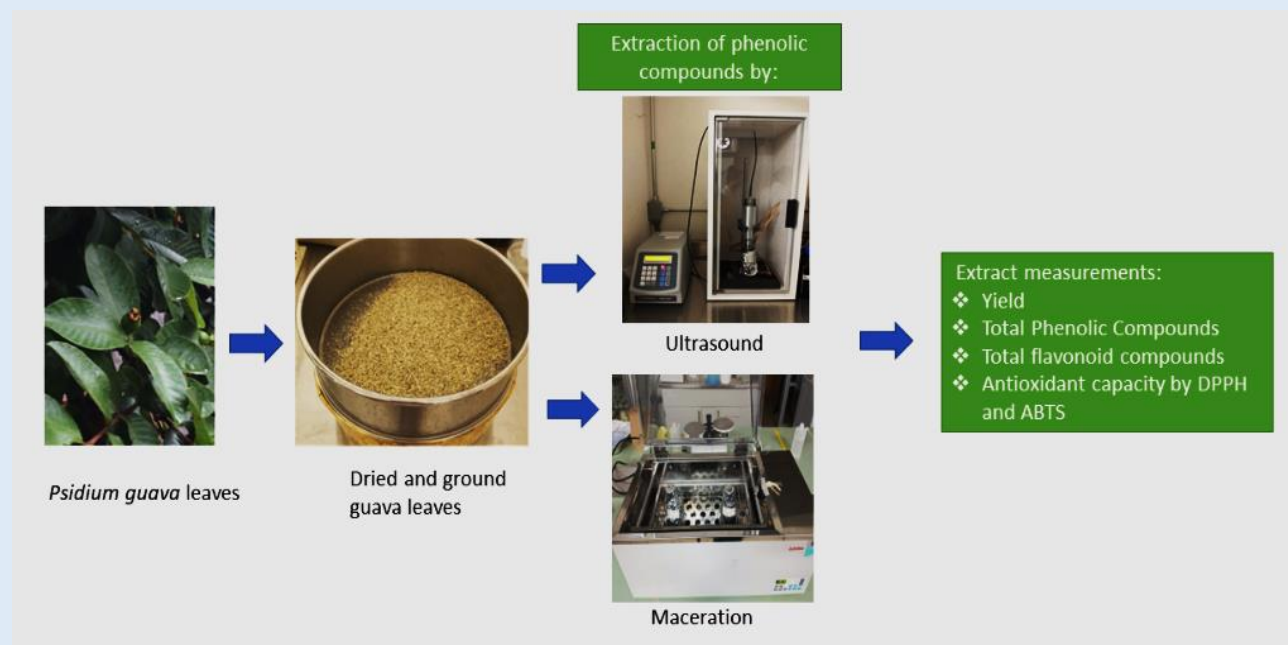 Extraction of phenolic
compounds by:
Ultrasound
Psidium guava leaves
Dried and ground
guava leaves
Maceration
Extract measurements:
❖ Yield
❖ Total Phenolic Compounds
❖ Total flavonoid compounds
❖ Antioxidant capacity by DPPH
and ABTS